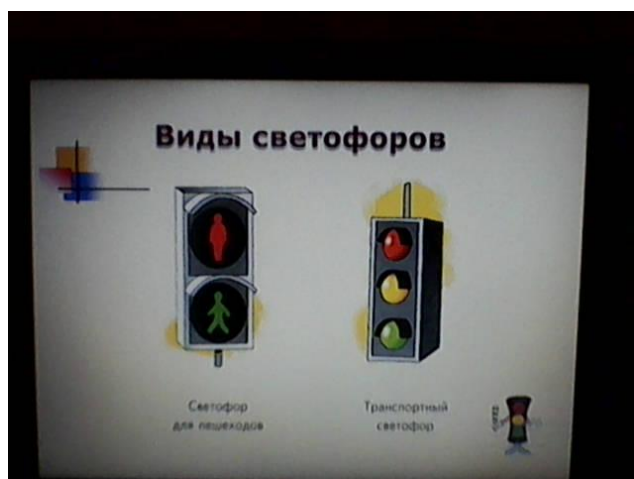 Виды светофоров
Светофор
для пешеходов
Транспортный
светофор